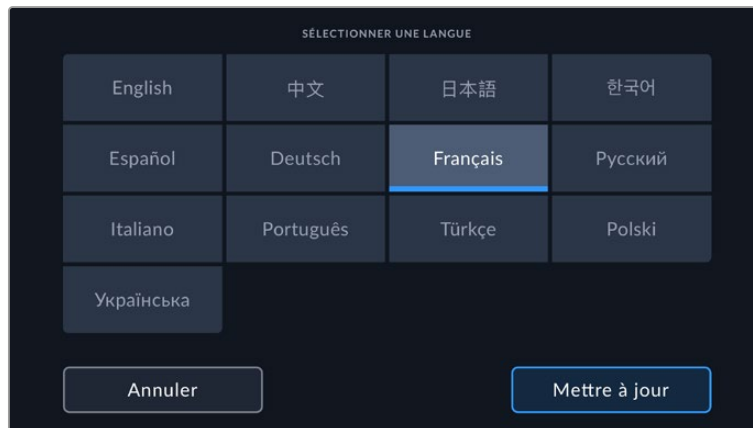 SÉLECTIONNER UNE LANGUE
English 中文 日本語 한국어
Español Deutsch Français Русский
Italiano Português Türkçe Polski
Українська
Annuler Mettre à jour